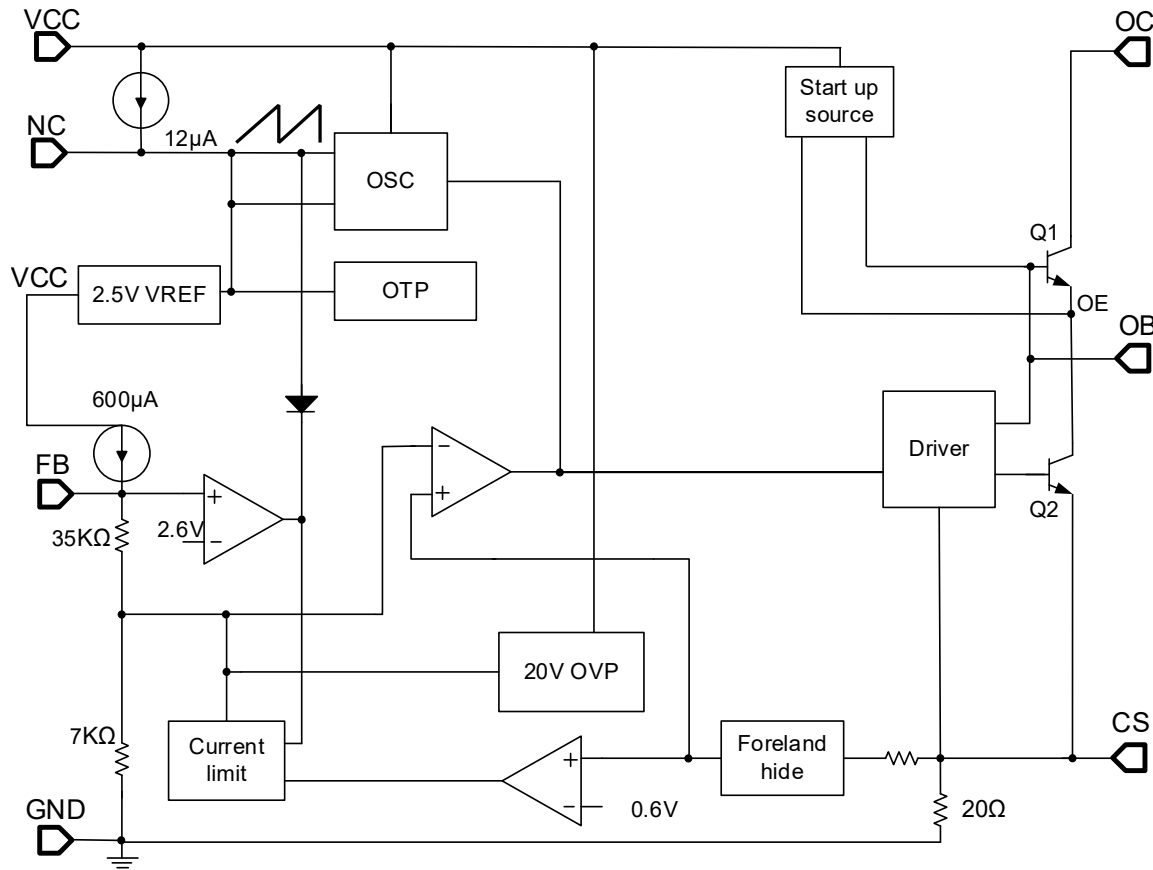 VCC
OC
Start up
source
NC
12μA
OSC
Q1
VCC
2.5V VREF
OTP
OE
OB
600μA
−
Driver
FB
+
+
Q2
35KΩ
2.6V
−
20V OVP
7KΩ
Current
limit
Foreland
hide
CS
+
−
0.6V
20Ω
GND